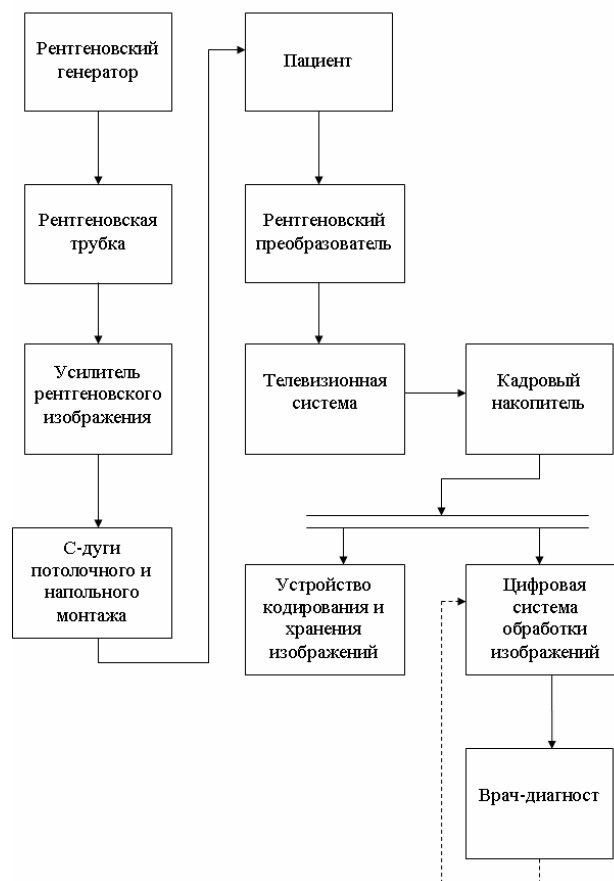 Рентгеновский
генератор
Пациент
Рентгеновская
трубка
Рентгеновский
преобразователь
Усилитель
рентгеновского
изображения
Телевизионная
система
Кадровый
накопитель
С-дуги
потолочного и
напольного
монтажа
Устройство
кодирования и
хранения
изображений
Цифровая
система
обработки
изображений
Врач-диагност